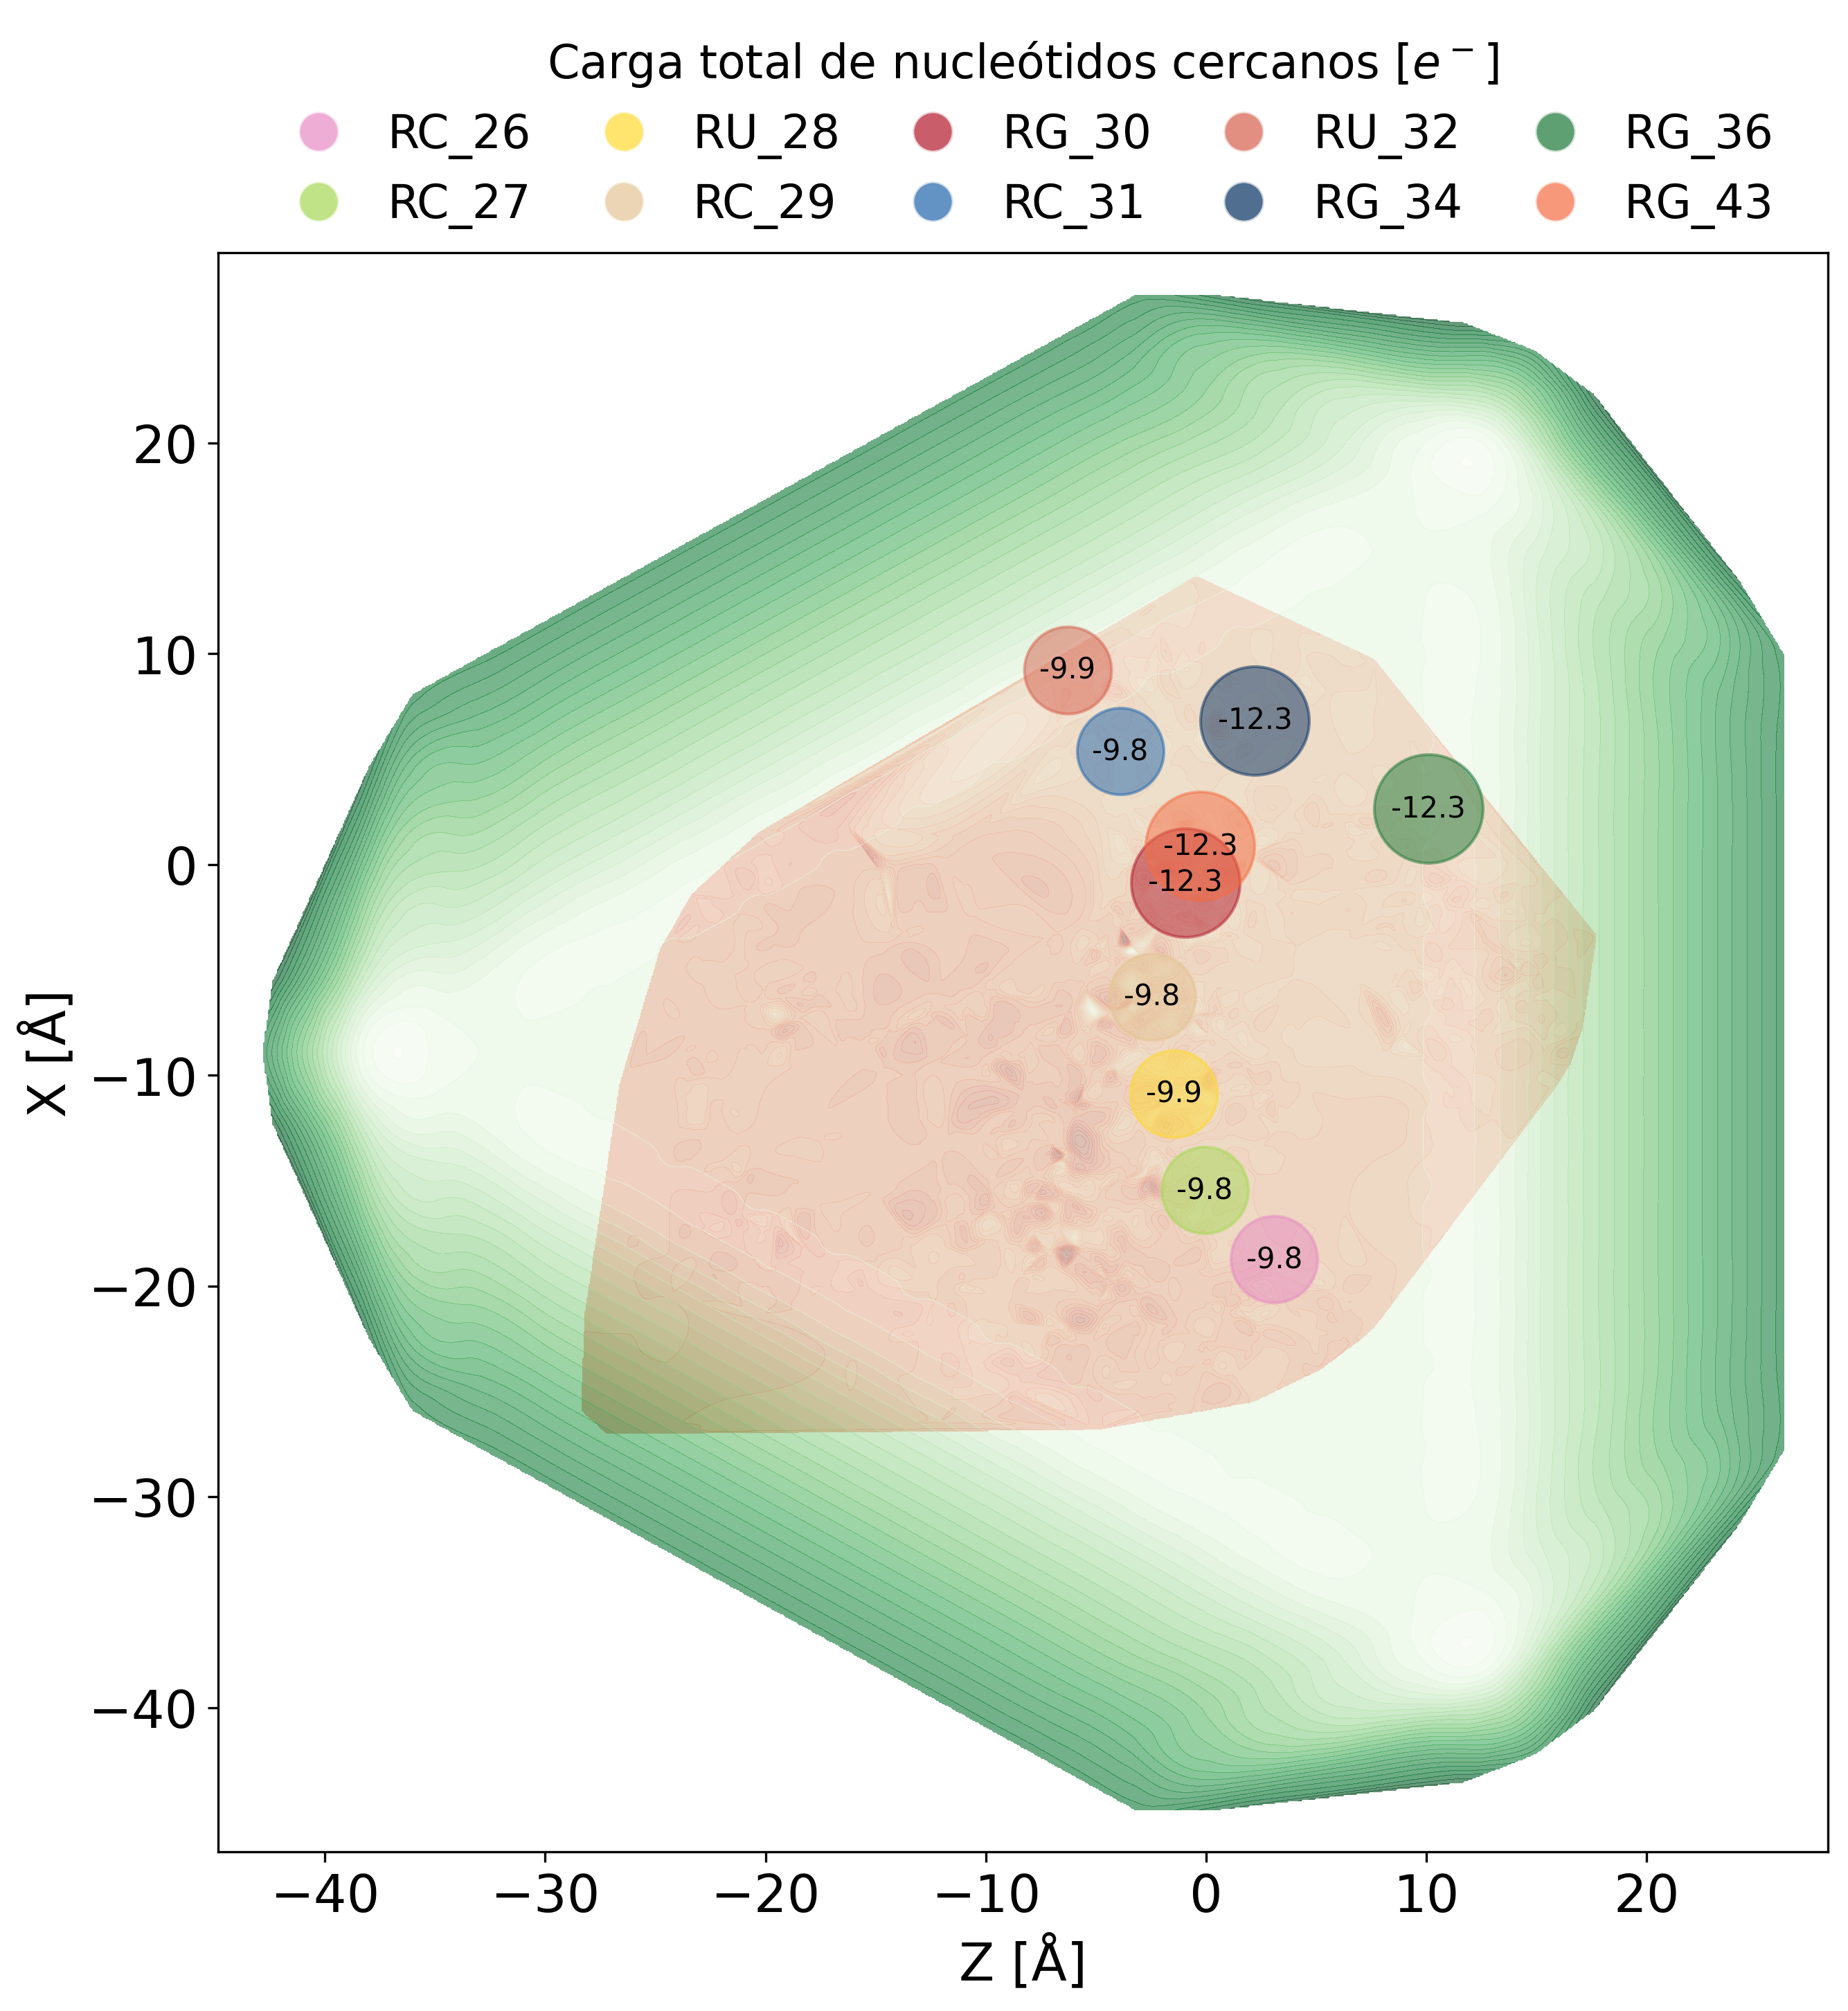 Carga total de nucleótidos cercanos [e⁻]
RC_26 RU_28 RG_30 RU_32 RG_36
RC_27 RC_29 RC_31 RG_34 RG_43
20
10
0
−10
−20
−30
−40
X [Å]
-9.9
-12.3
-9.8
-12.3
-12.3
-12.3
-9.8
-9.9
-9.8
-9.8
−40 −30 −20 −10 0 10 20
Z [Å]